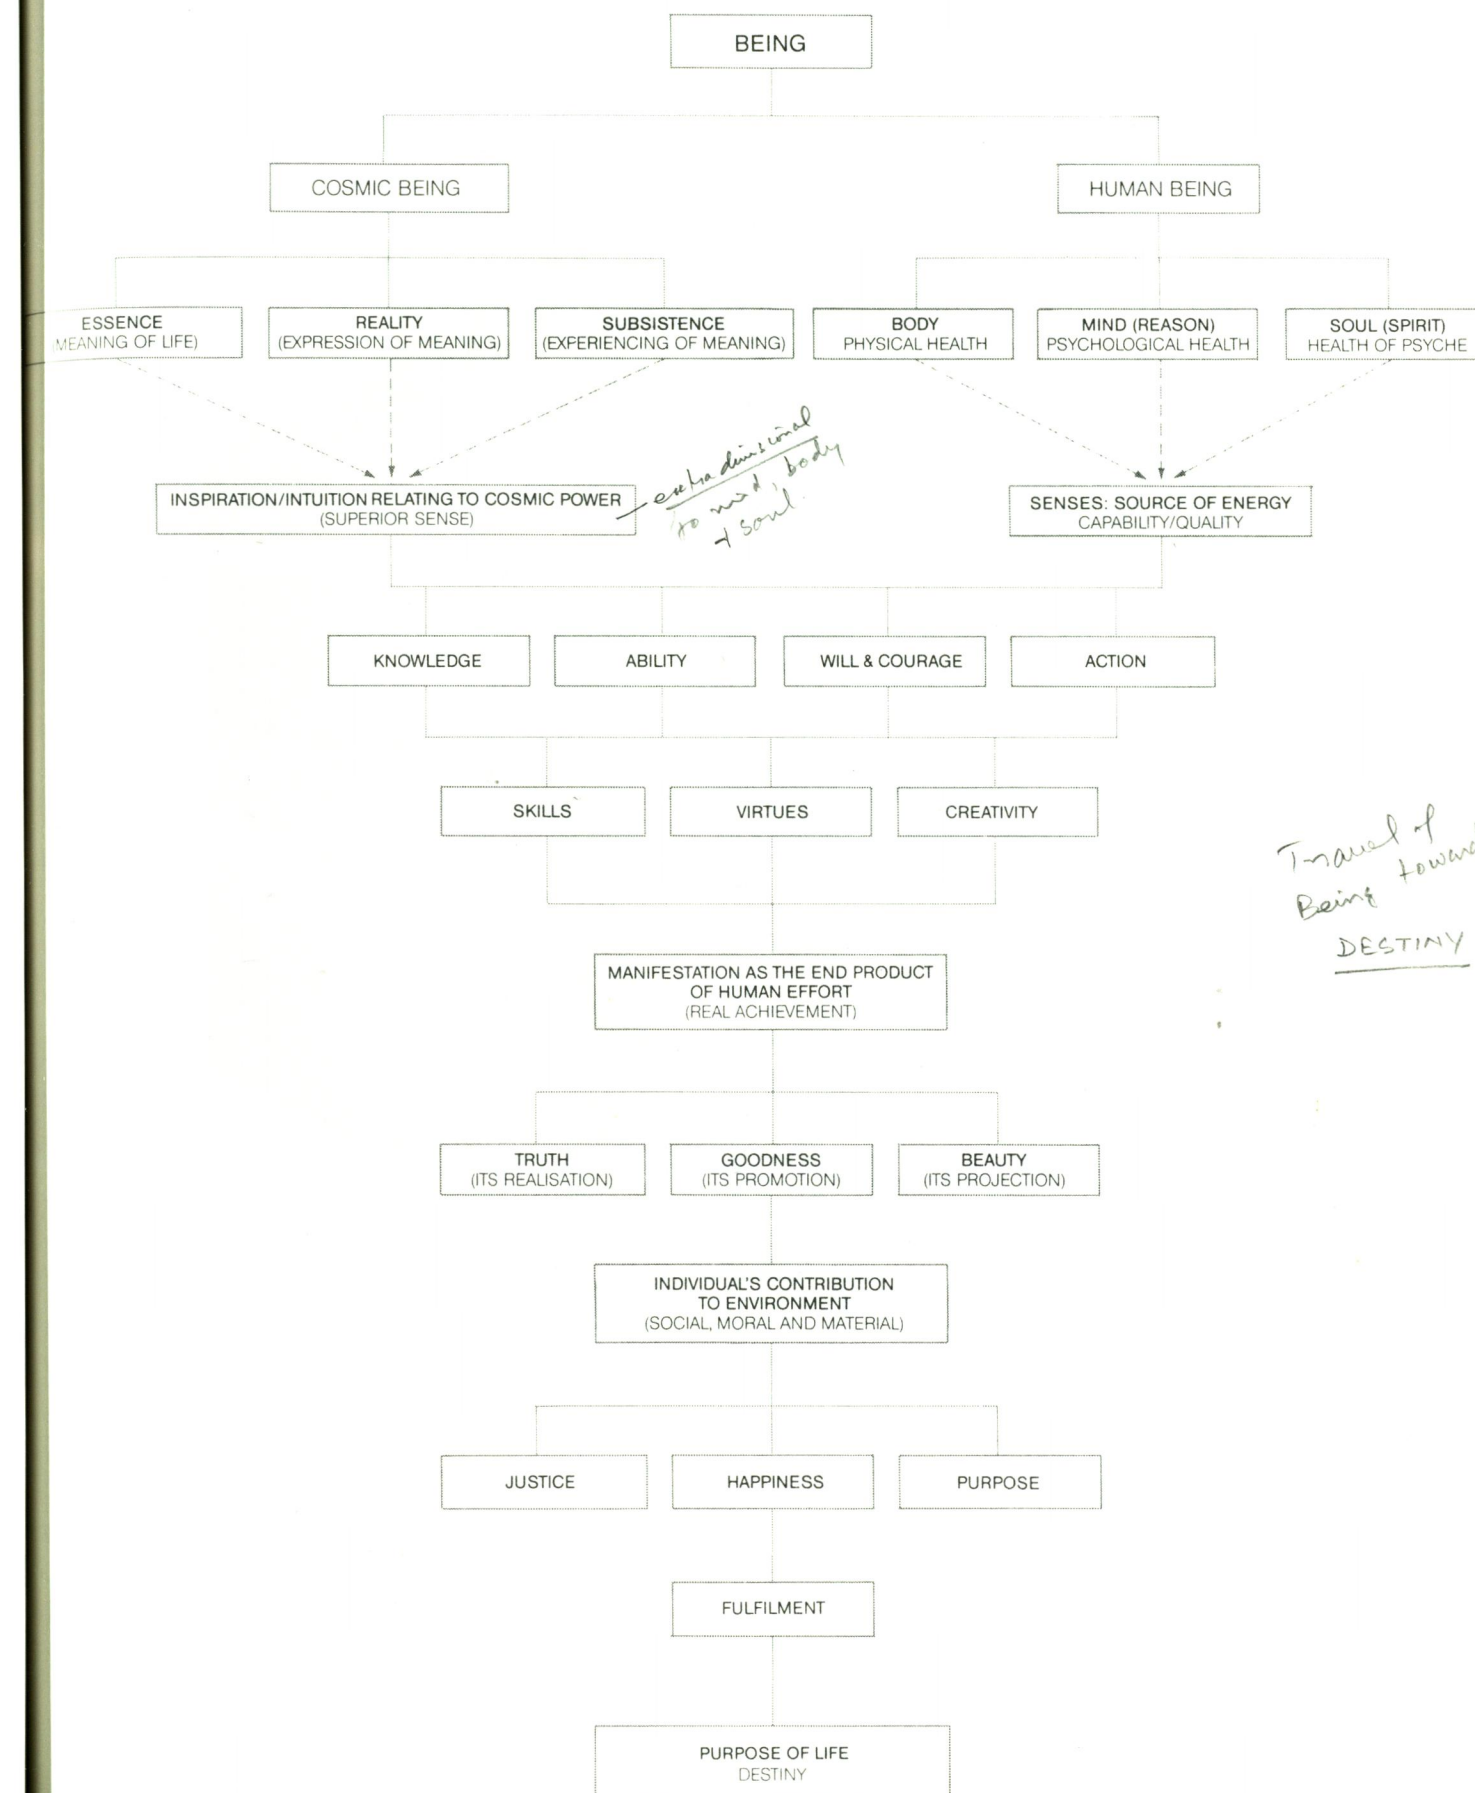 BEING
COSMIC BEING
HUMAN BEING
ESSENCE
(MEANING OF LIFE)
REALITY
(EXPRESSION OF MEANING)
SUBSISTENCE
(EXPERIENCING OF MEANING)
BODY
PHYSICAL HEALTH
MIND (REASON)
PSYCHOLOGICAL HEALTH
SOUL (SPIRIT)
HEALTH OF PSYCHE
extra dimensional
to mind, body
& soul.
INSPIRATION/INTUITION RELATING TO COSMIC POWER
(SUPERIOR SENSE)
SENSES: SOURCE OF ENERGY
CAPABILITY/QUALITY
KNOWLEDGE
ABILITY
WILL & COURAGE
ACTION
SKILLS
VIRTUES
CREATIVITY
Travel of
Being toward
DESTINY
MANIFESTATION AS THE END PRODUCT
OF HUMAN EFFORT
(REAL ACHIEVEMENT)
TRUTH
(ITS REALISATION)
GOODNESS
(ITS PROMOTION)
BEAUTY
(ITS PROJECTION)
INDIVIDUAL'S CONTRIBUTION
TO ENVIRONMENT
(SOCIAL, MORAL AND MATERIAL)
JUSTICE
HAPPINESS
PURPOSE
FULFILMENT
PURPOSE OF LIFE
DESTINY